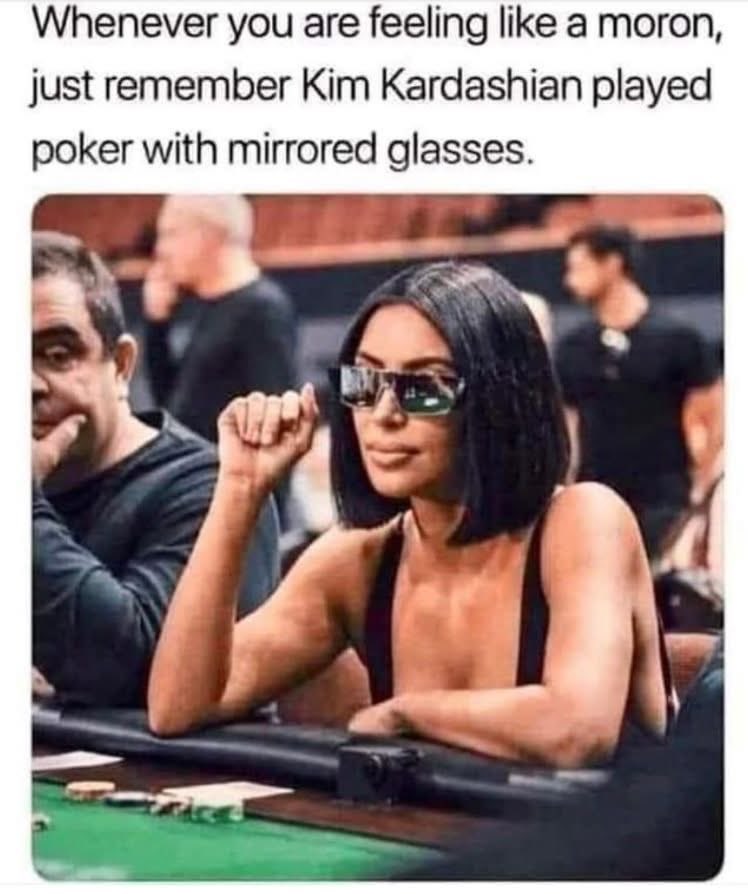 Whenever you are feeling like a moron,
just remember Kim Kardashian played
poker with mirrored glasses.